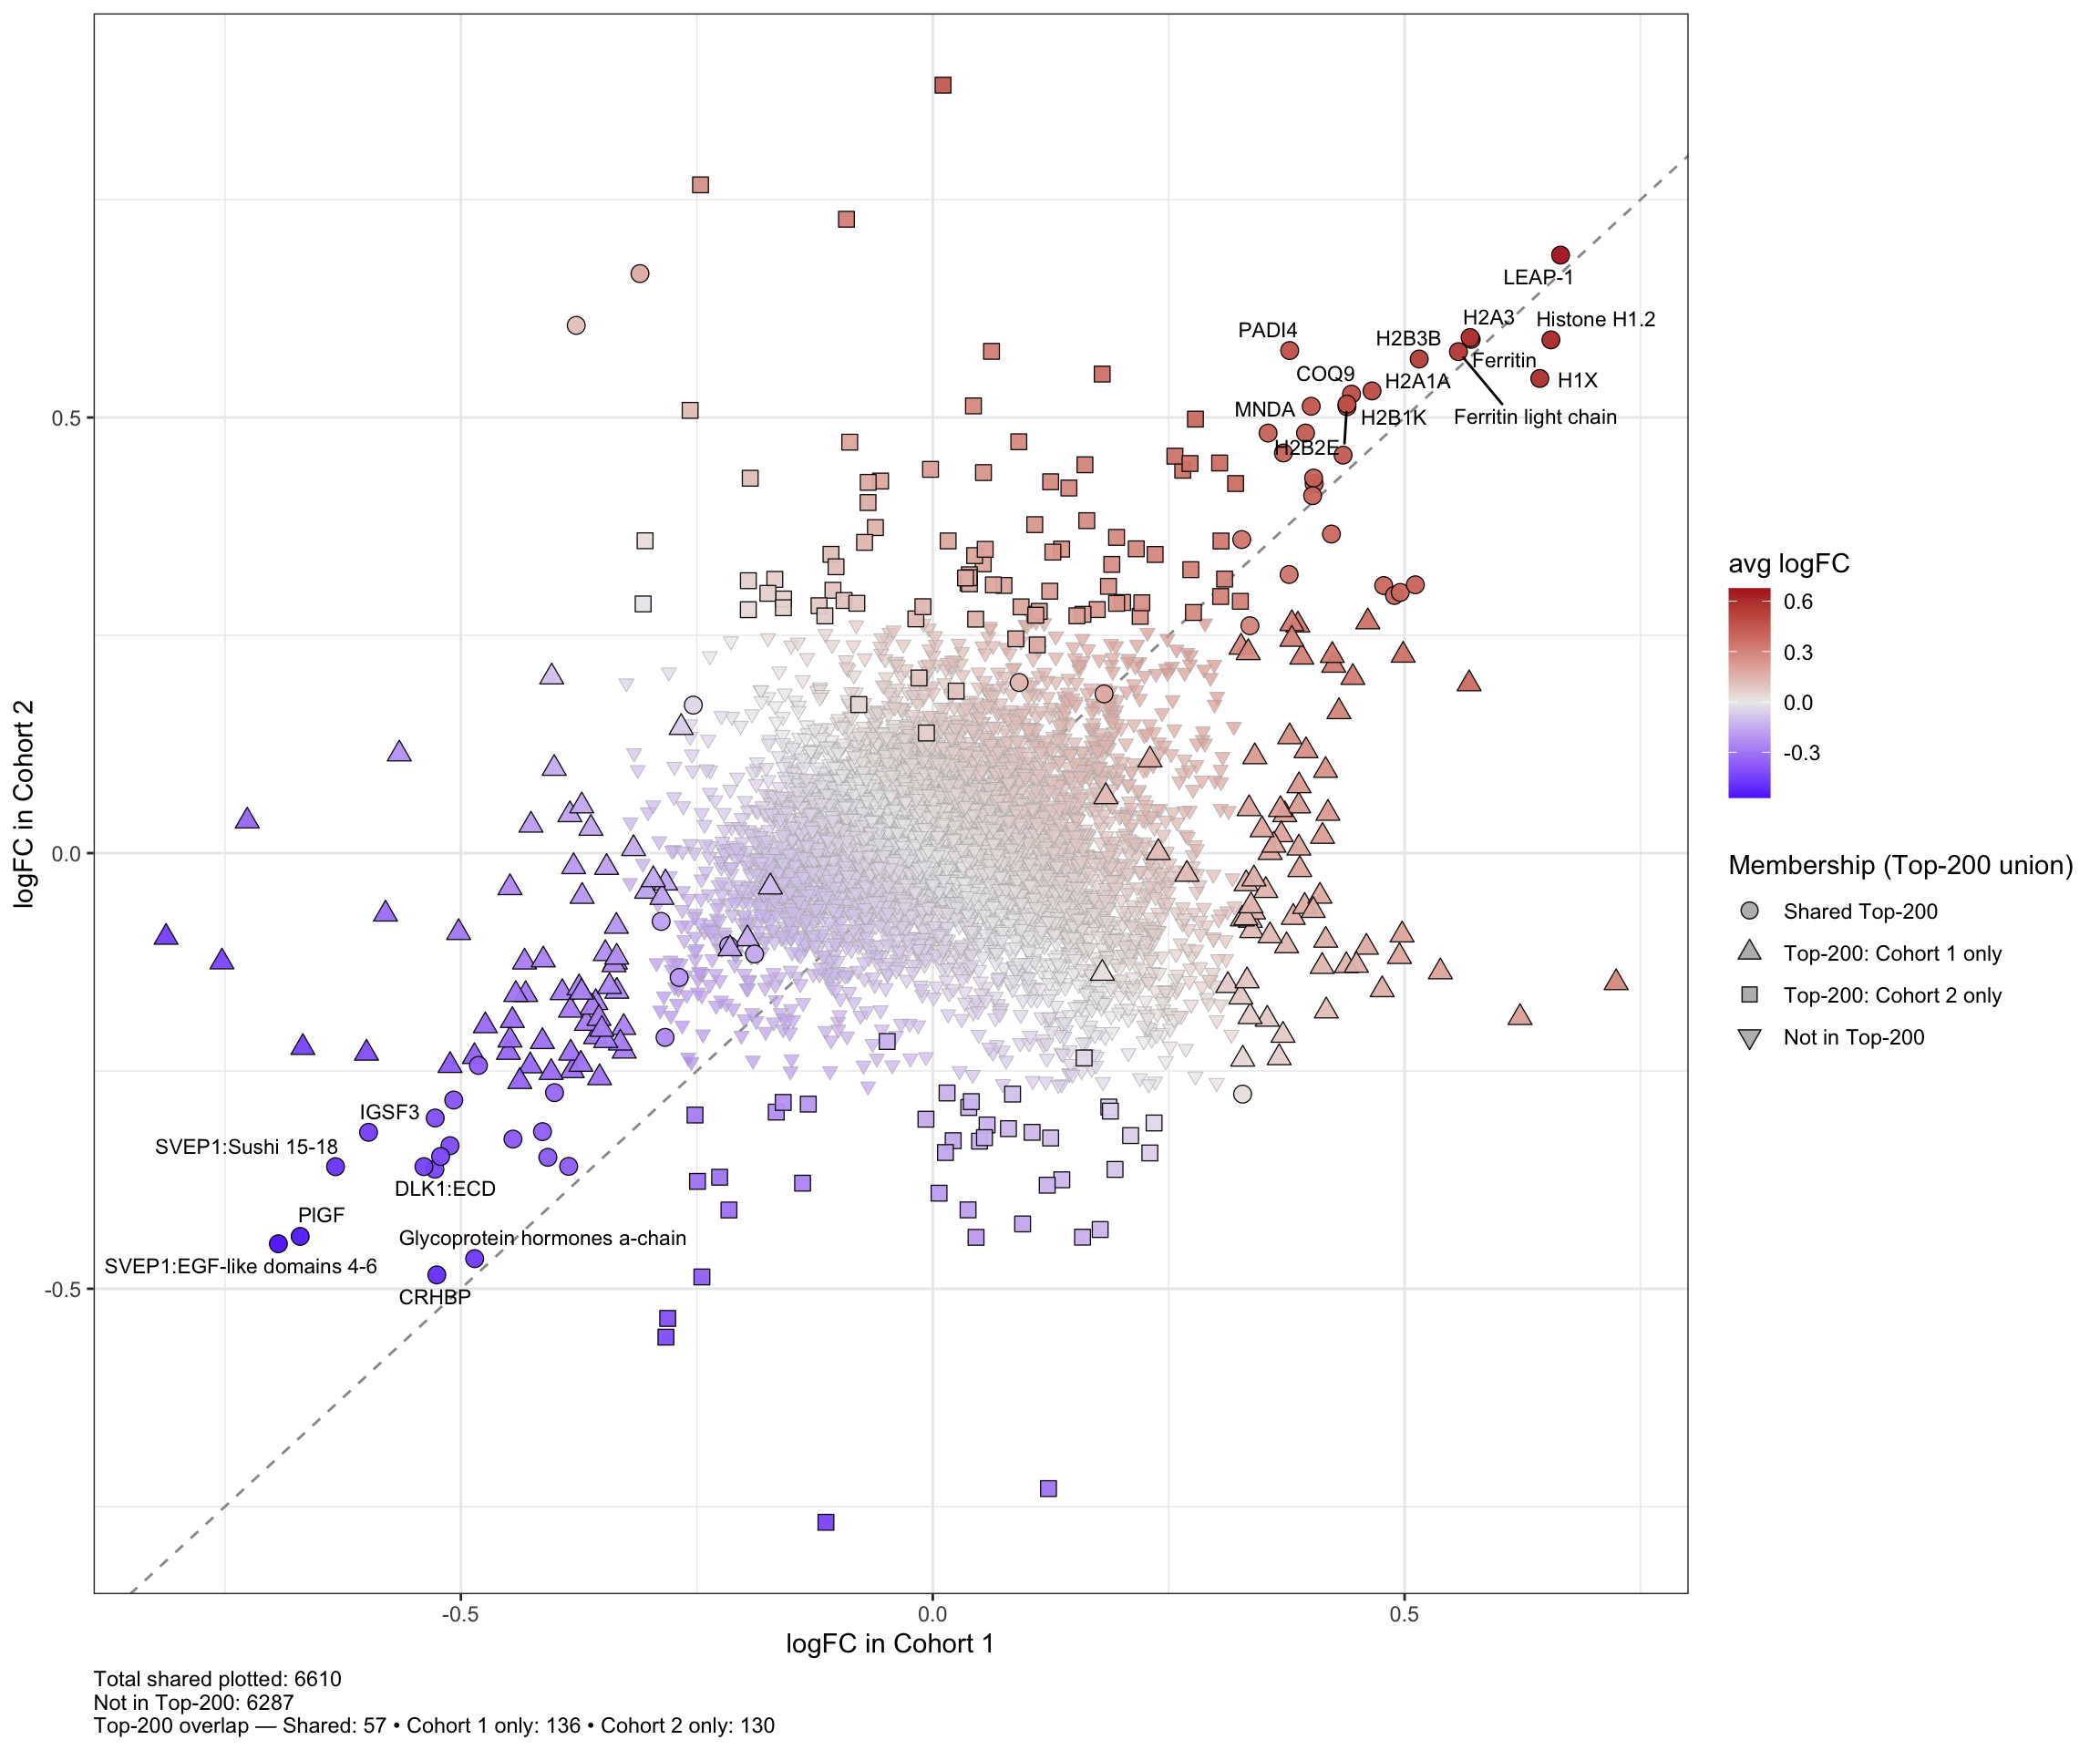 logFC in Cohort 2
0.5
0.0
-0.5
-0.5
0.0
0.5
logFC in Cohort 1
LEAP-1
H2A3
Histone H1.2
PADI4
H2B3B
Ferritin
COQ9
H2A1A
H1X
MNDA
H2B1K
Ferritin light chain
H2B2E
IGSF3
SVEP1:Sushi 15-18
DLK1:ECD
PlGF
Glycoprotein hormones a-chain
SVEP1:EGF-like domains 4-6
CRHBP
avg logFC
0.6
0.3
0.0
-0.3
Membership (Top-200 union)
Shared Top-200
Top-200: Cohort 1 only
Top-200: Cohort 2 only
Not in Top-200
Total shared plotted: 6610
Not in Top-200: 6287
Top-200 overlap — Shared: 57 • Cohort 1 only: 136 • Cohort 2 only: 130